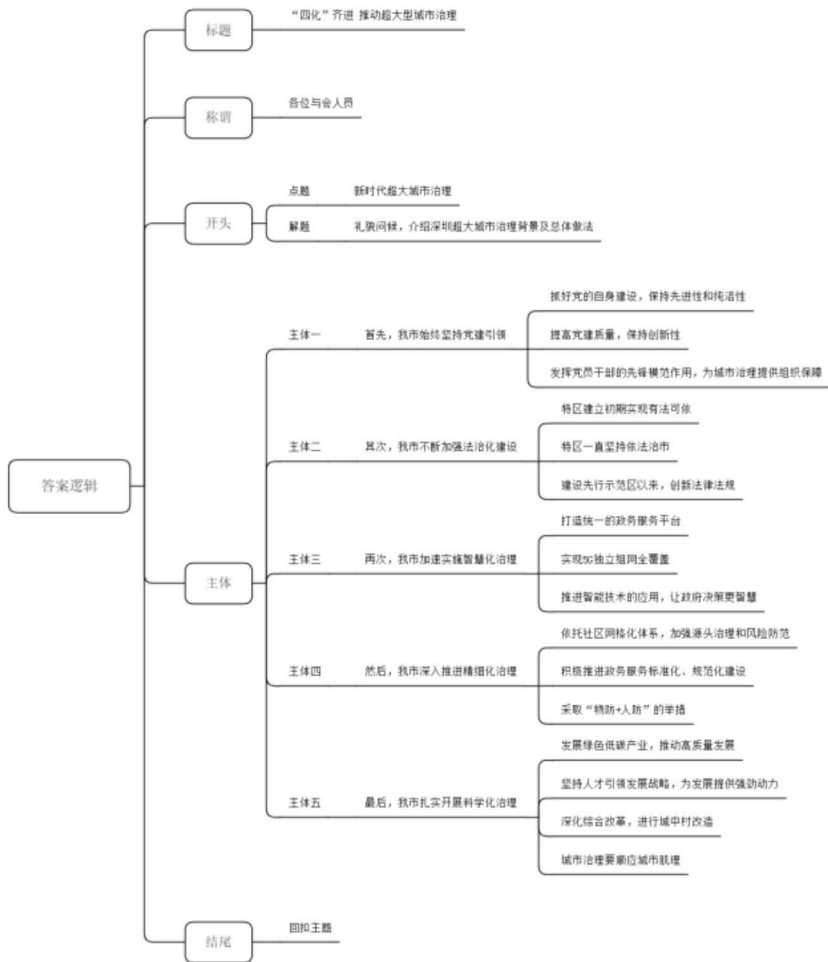 标题
“四化”齐进 推动超大型城市治理
称谓
各位与会人员
开头
点题 新时代超大城市治理
解题 礼貌问候，介绍深圳超大城市治理背景及总体做法
答案逻辑
主体
主体一 首先，我市始终坚持党建引领
抓好党的自身建设，保持先进性和纯洁性
提高党建质量，保持创新性
发挥党员干部的先锋模范作用，为城市治理提供组织保障
主体二 其次，我市不断加强法治化建设
特区建立初期实现有法可依
特区一直坚持依法治市
建设先行示范区以来，创新法律法规
主体三 再次，我市加速实施智慧化治理
打造统一的政务服务平台
实现5G独立组网全覆盖
推进智能技术的应用，让政府决策更智慧
主体四 然后，我市深入推进精细化治理
依托社区网格化体系，加强源头治理和风险防范
积极推进政务服务标准化、规范化建设
采取“物防+人防”的举措
主体五 最后，我市扎实开展科学化治理
发展绿色低碳产业，推动高质量发展
坚持人才引领发展战略，为发展提供强劲动力
深化综合改革，进行城中村改造
城市治理要顺应城市肌理
结尾
回扣主题